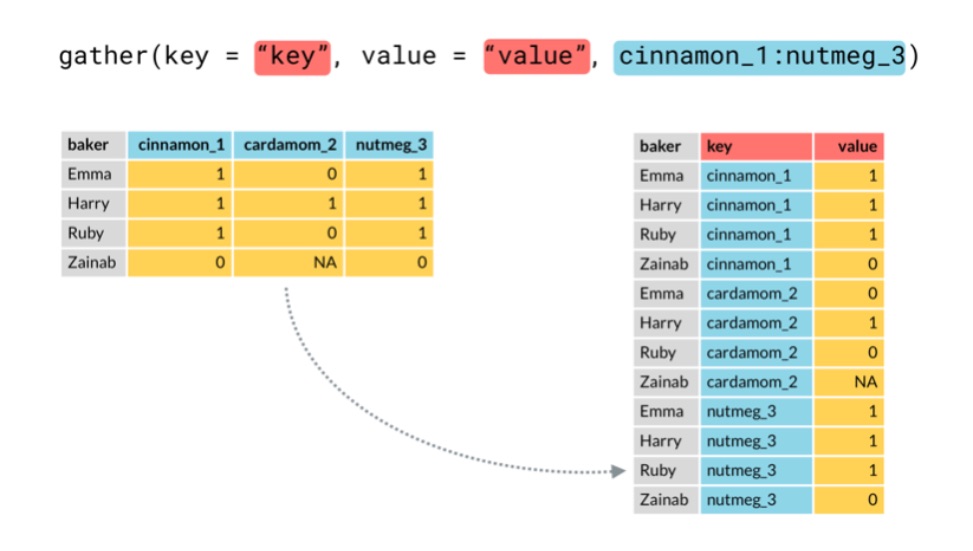 gather(key = “key”, value = “value”, cinnamon_1:nutmeg_3)
baker cinnamon_1 cardamom_2 nutmeg_3
Emma 1 0 1
Harry 1 1 1
Ruby 1 0 1
Zainab 0 NA 0
baker key value
Emma cinnamon_1 1
Harry cinnamon_1 1
Ruby cinnamon_1 1
Zainab cinnamon_1 0
Emma cardamom_2 0
Harry cardamom_2 1
Ruby cardamom_2 0
Zainab cardamom_2 NA
Emma nutmeg_3 1
Harry nutmeg_3 1
Ruby nutmeg_3 1
Zainab nutmeg_3 0